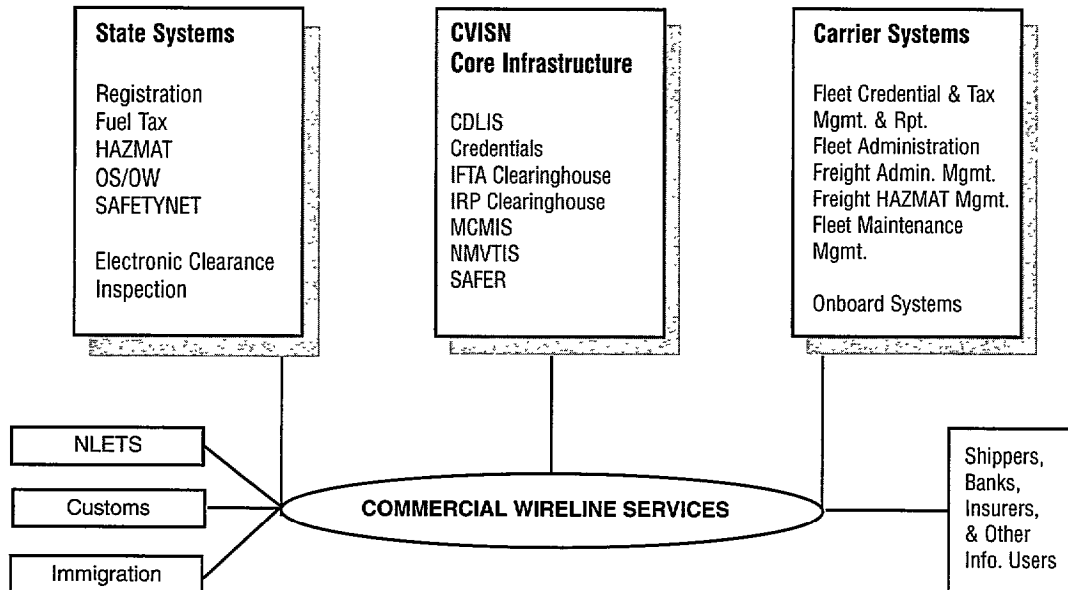 State Systems
Registration
Fuel Tax
HAZMAT
OS/OW
SAFETYNET
Electronic Clearance
Inspection
CVISN
Core Infrastructure
CDLIS
Credentials
IFTA Clearinghouse
IRP Clearinghouse
MCMIS
NMVTIS
SAFER
Carrier Systems
Fleet Credential & Tax
Mgmt. & Rpt.
Fleet Administration
Freight Admin. Mgmt.
Freight HAZMAT Mgmt.
Fleet Maintenance
Mgmt.
Onboard Systems
NLETS
Customs
Immigration
COMMERCIAL WIRELINE SERVICES
Shippers,
Banks,
Insurers,
& Other
Info. Users